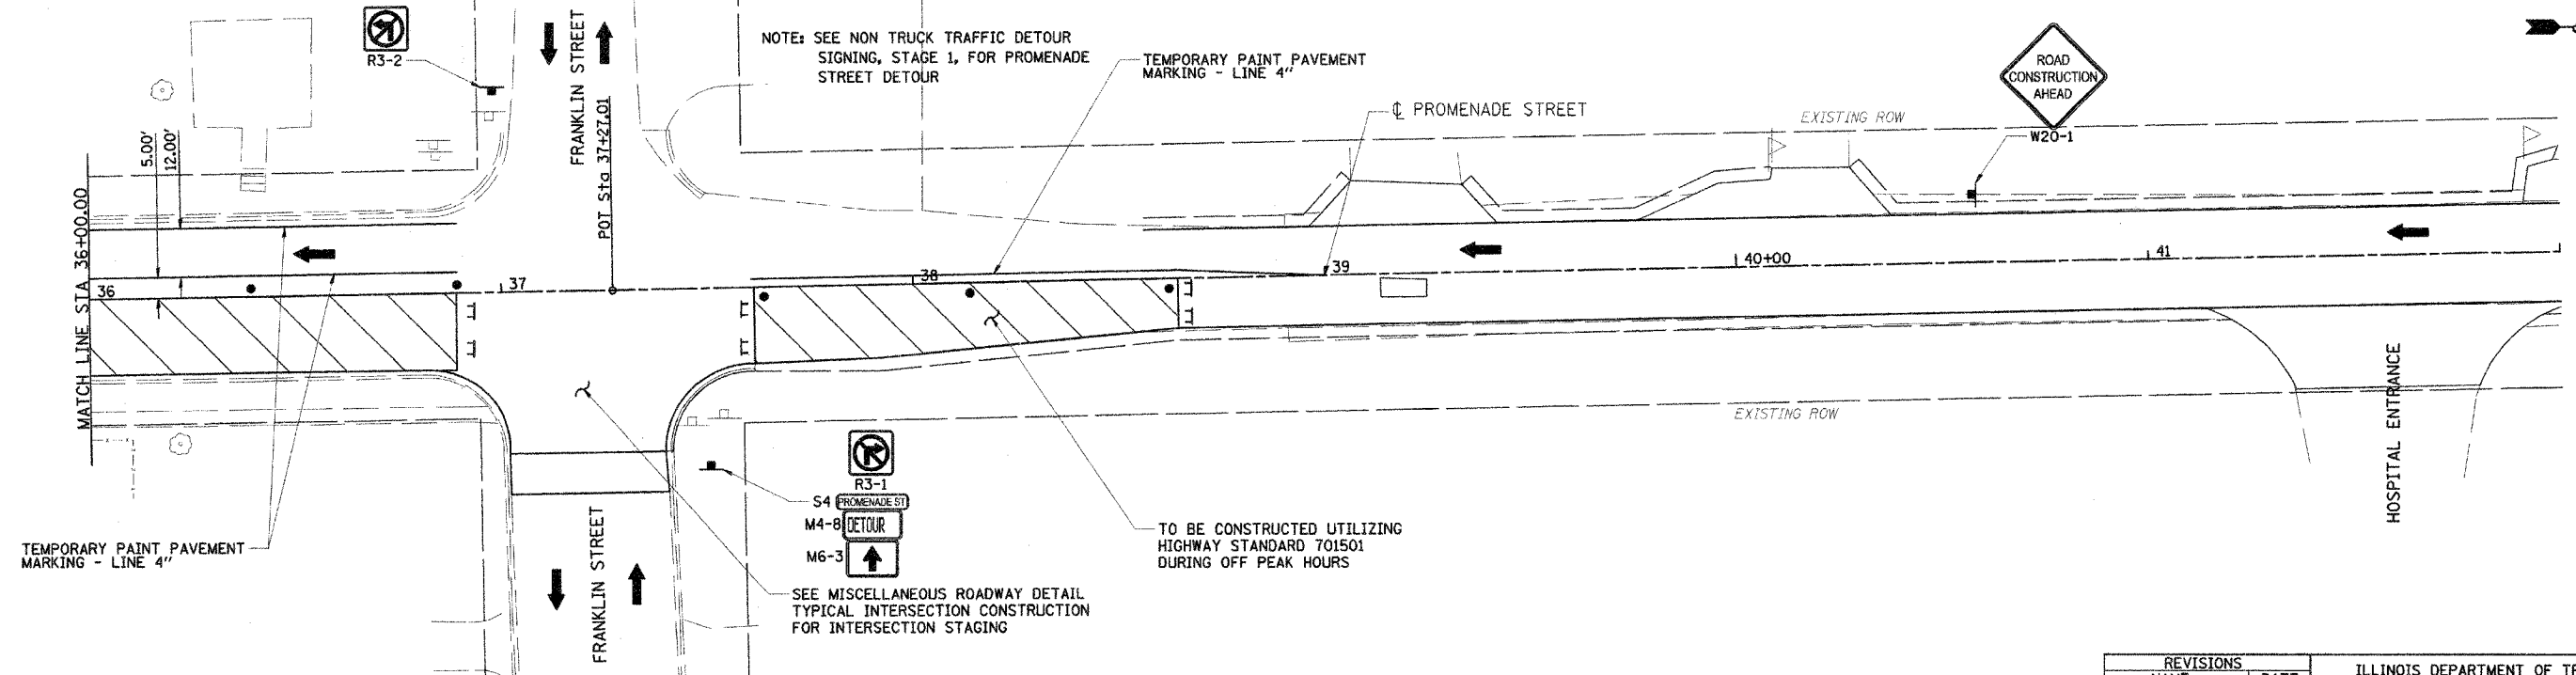 R3-2
FRANKLIN STREET
POT Sta 37+27.01
NOTE: SEE NON TRUCK TRAFFIC DETOUR
SIGNING, STAGE 1, FOR PROMENADE
STREET DETOUR
TEMPORARY PAINT PAVEMENT
MARKING - LINE 4"
℄ PROMENADE STREET
EXISTING ROW
ROAD
CONSTRUCTION
AHEAD
W20-1
5.00'
12.00'
MATCH LINE STA 36+00.00
36
37
38
39
40+00
41
EXISTING ROW
HOSPITAL ENTRANCE
R3-1
S4 PROMENADE ST
M4-8 DETOUR
M6-3
TEMPORARY PAINT PAVEMENT
MARKING - LINE 4"
FRANKLIN STREET
TO BE CONSTRUCTED UTILIZING
HIGHWAY STANDARD 701501
DURING OFF PEAK HOURS
SEE MISCELLANEOUS ROADWAY DETAIL
TYPICAL INTERSECTION CONSTRUCTION
FOR INTERSECTION STAGING
REVISIONS
ILLINOIS DEPARTMENT OF